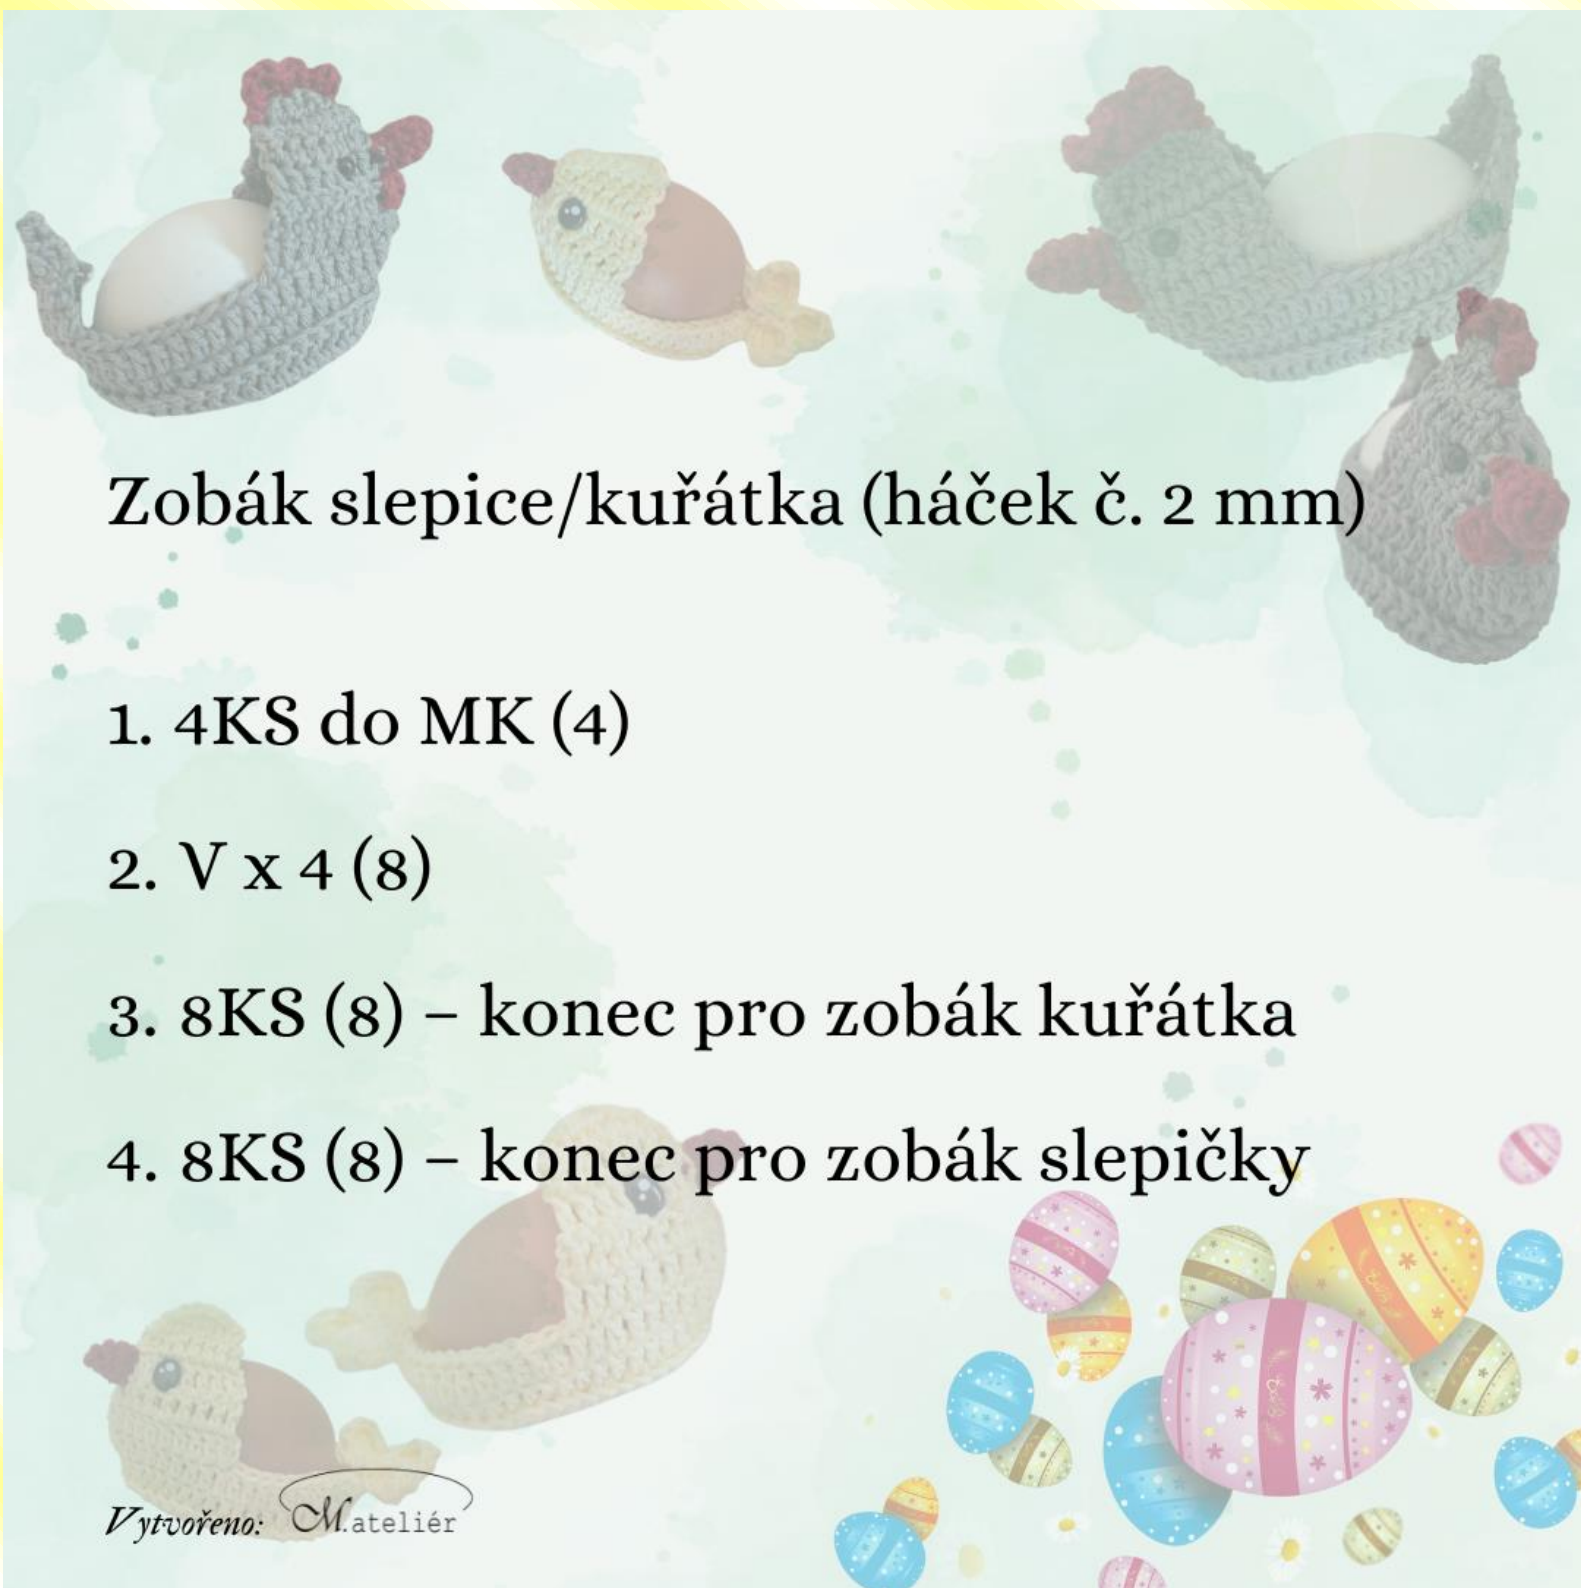 Zobák slepice/kuřátka (háček č. 2 mm)
1. 4KS do MK (4)
2. V x 4 (8)
3. 8KS (8) – konec pro zobák kuřátka
4. 8KS (8) – konec pro zobák slepičky
Vytvořeno: M.ateliér